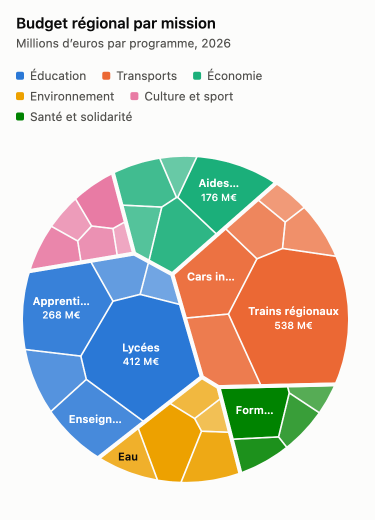 Budget régional par mission
Millions d’euros par programme, 2026
Éducation
Transports
Économie
Environnement
Culture et sport
Santé et solidarité
Aides...
176 M€
Cars in...
Apprenti...
268 M€
Trains régionaux
538 M€
Lycées
412 M€
Enseign...
Form...
Eau